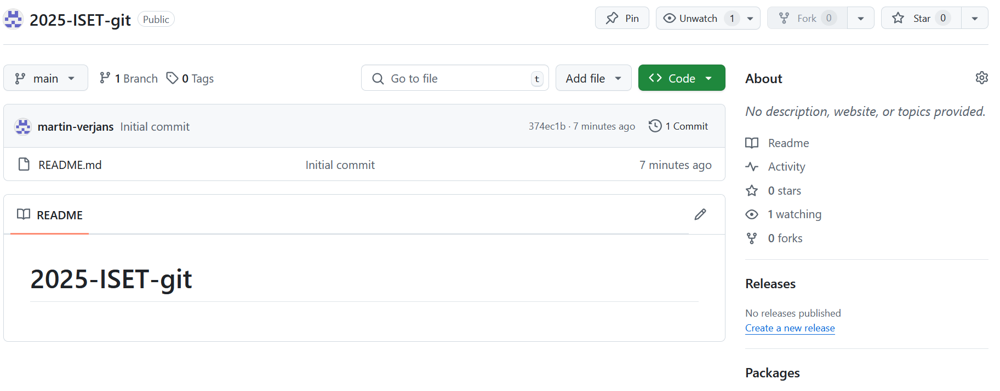 2025-ISET-git Public Pin Unwatch 1 Fork 0 Star 0
main 1 Branch 0 Tags Go to file t Add file Code
martin-verjans Initial commit 374ec1b · 7 minutes ago 1 Commit
README.md Initial commit 7 minutes ago
README
2025-ISET-git
About
No description, website, or topics provided.
Readme
Activity
0 stars
1 watching
0 forks
Releases
No releases published
Create a new release
Packages